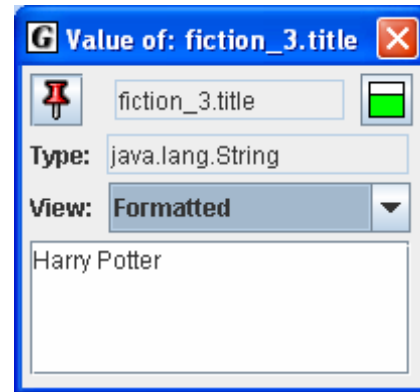 G Value of: fiction_3.title
fiction_3.title
Type: java.lang.String
View: Formatted
Harry Potter